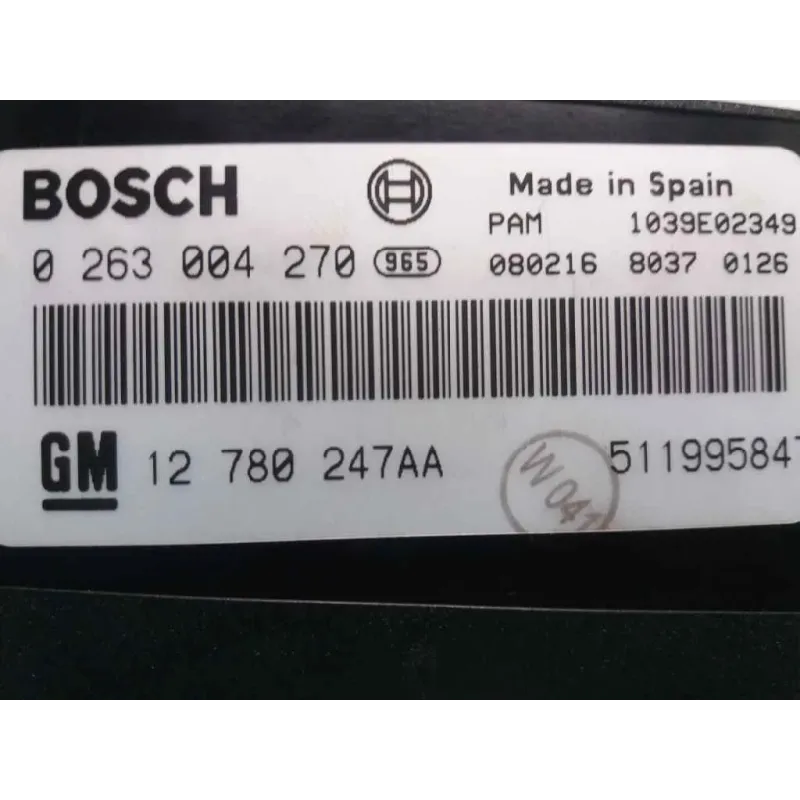 BOSCH Made in Spain
PAM 1039E02349
0 263 004 270 965 080216 8037 0126
GM 12 780 247AA 51199584
W041